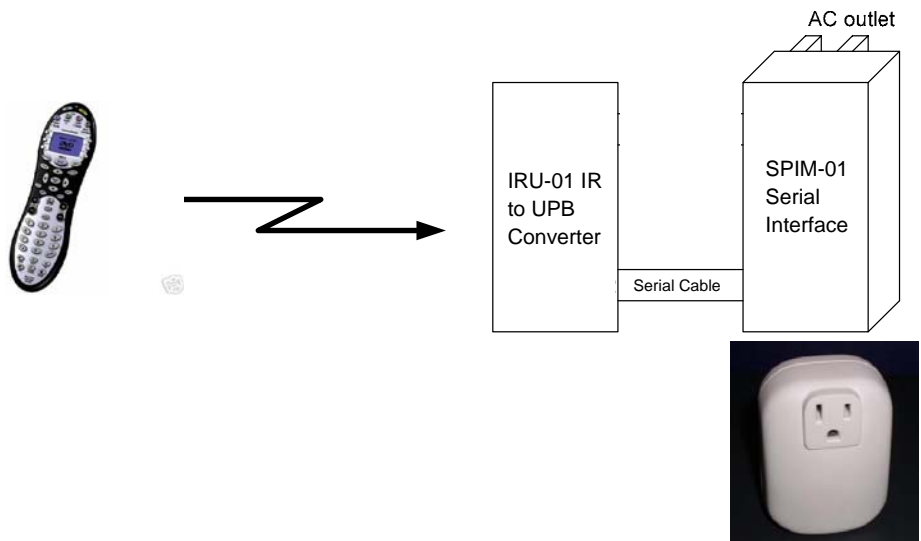 AC outlet
IRU-01 IR
to UPB
Converter
SPIM-01
Serial
Interface
Serial Cable